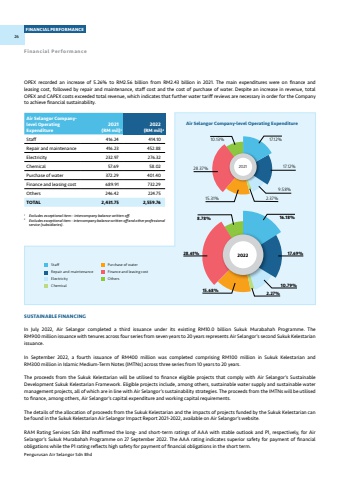 FINANCIAL PERFORMANCE
26
Financial Performance
OPEX recorded an increase of 5.26% to RM2.56 billion from RM2.43 billion in 2021. The main expenditures were on finance and
leasing cost, followed by repair and maintenance, staff cost and the cost of purchase of water. Despite an increase in revenue, total
OPEX and CAPEX costs exceeded total revenue, which indicates that further water tariff reviews are necessary in order for the Company
to achieve financial sustainability.
Air Selangor Company-
level Operating 2021 2022
Expenditure (RM mil)¹ (RM mil)²
Staff 416.24 414.10
Repair and maintenance 416.23 452.88
Electricity 232.97 276.32
Chemical 57.69 58.02
Purchase of water 372.29 401.40
Finance and leasing cost 689.91 732.29
Others 246.42 224.75
TOTAL 2,431.75 2,559.76
¹ Excludes exceptional item - intercompany balance written off
² Excludes exceptional item - intercompany balance written off and other professional
service (subsidiaries).
Air Selangor Company-level Operating Expenditure
10.13%
17.12%
28.37%
2021
17.12%
9.58%
2.37%
15.31%
8.78%
16.18%
28.61%
2022
17.69%
10.79%
2.27%
15.68%
Staff
Repair and maintenance
Electricity
Chemical
Purchase of water
Finance and leasing cost
Others
SUSTAINABLE FINANCING
In July 2022, Air Selangor completed a third issuance under its existing RM10.0 billion Sukuk Murabahah Programme. The
RM900 million issuance with tenures across four series from seven years to 20 years represents Air Selangor's second Sukuk Kelestarian
issuance.
In September 2022, a fourth issuance of RM400 million was completed comprising RM100 million in Sukuk Kelestarian and
RM300 million in Islamic Medium-Term Notes (IMTNs) across three series from 10 years to 20 years.
The proceeds from the Sukuk Kelestarian will be utilised to finance eligible projects that comply with Air Selangor's Sustainable
Development Sukuk Kelestarian Framework. Eligible projects include, among others, sustainable water supply and sustainable water
management projects, all of which are in line with Air Selangor's sustainability strategies. The proceeds from the IMTNs will be utilised
to finance, among others, Air Selangor's capital expenditure and working capital requirements.
The details of the allocation of proceeds from the Sukuk Kelestarian and the impacts of projects funded by the Sukuk Kelestarian can
be found in the Sukuk Kelestarian Air Selangor Impact Report 2021-2022, available on Air Selangor's website.
RAM Rating Services Sdn Bhd reaffirmed the long- and short-term ratings of AAA with stable outlook and P1, respectively, for Air
Selangor's Sukuk Murabahah Programme on 27 September 2022. The AAA rating indicates superior safety for payment of financial
obligations while the P1 rating reflects high safety for payment of financial obligations in the short term.
Pengurusan Air Selangor Sdn Bhd